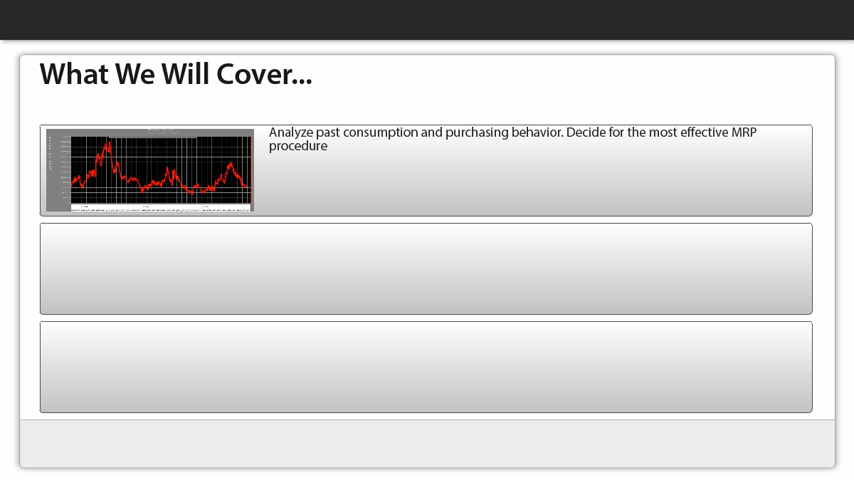 What We Will Cover...
Analyze past consumption and purchasing behavior. Decide for the most effective MRP
procedure